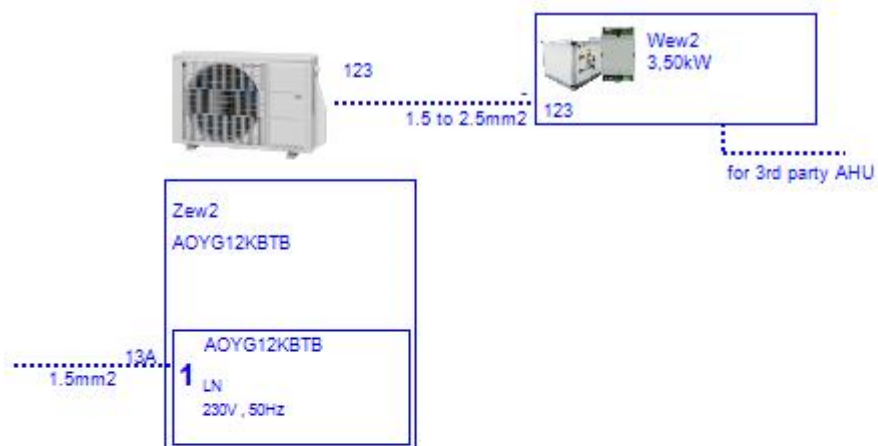 Wew2
3,50kW
123
-
1.5 to 2.5mm2
123
for 3rd party AHU
Zew2
AOYG12KBTB
13A
1.5mm2
AOYG12KBTB
1
LN
230V , 50Hz